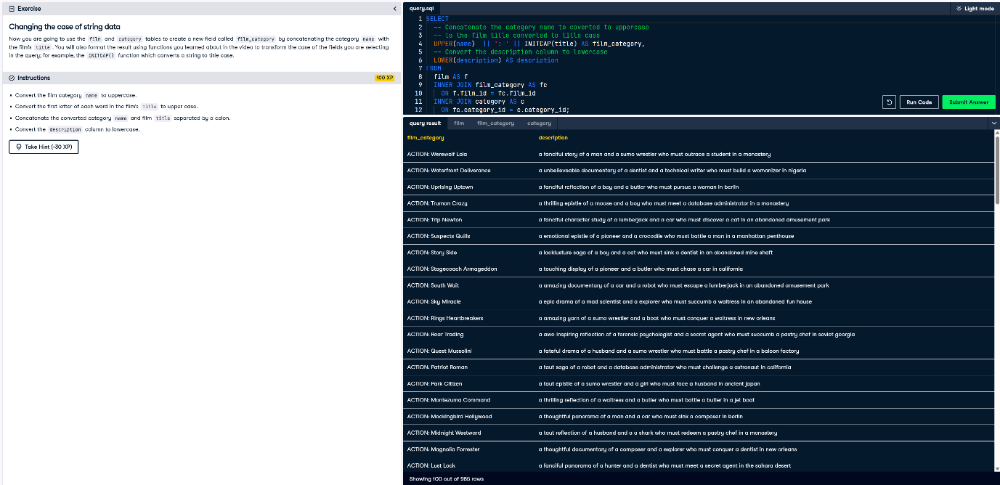 Exercise
Changing the case of string data
Now you are going to use the film and category tables to create a new field called film_category by concatenating the category name with
the film's title. You will also format the result using functions you learned about in the video to transform the case of the fields you are selecting
in the query; for example, the INITCAP() function which converts a string to title case.
Instructions
100 XP
• Convert the film category name to uppercase.
• Convert the first letter of each word in the film's title to upper case.
• Concatenate the converted category name and film title separated by a colon.
• Convert the description column to lowercase.
Take Hint (-30 XP)
query.sql
Light mode
1 SELECT
2 -- Concatenate the category name to coverted to uppercase
3 -- to the film title converted to title case
4 UPPER(name) || ': ' || INITCAP(title) AS film_category,
5 -- Convert the description column to lowercase
6 LOWER(description) AS description
7 FROM
8 film AS f
9 INNER JOIN film_category AS fc
10 ON f.film_id = fc.film_id
11 INNER JOIN category AS c
12 ON fc.category_id = c.category_id;
Run Code
Submit Answer
query result film film_category category
film_category description
ACTION: Werewolf Lola a fanciful story of a man and a sumo wrestler who must outrace a student in a monastery
ACTION: Waterfront Deliverance a unbelieveable documentary of a dentist and a technical writer who must build a womanizer in nigeria
ACTION: Uprising Uptown a fanciful reflection of a boy and a butler who must pursue a woman in berlin
ACTION: Truman Crazy a thrilling epistle of a moose and a boy who must meet a database administrator in a monastery
ACTION: Trip Newton a fanciful character study of a lumberjack and a car who must discover a cat in an abandoned amusement park
ACTION: Suspects Quills a emotional epistle of a pioneer and a crocodile who must battle a man in a manhattan penthouse
ACTION: Story Side a lacklusture saga of a boy and a cat who must sink a dentist in an abandoned mine shaft
ACTION: Stagecoach Armageddon a touching display of a pioneer and a butler who must chase a car in california
ACTION: South Wait a amazing documentary of a car and a robot who must escape a lumberjack in an abandoned amusement park
ACTION: Sky Miracle a epic drama of a mad scientist and a explorer who must succumb a waitress in an abandoned fun house
ACTION: Rings Heartbreakers a amazing yarn of a sumo wrestler and a boat who must conquer a waitress in new orleans
ACTION: Rear Trading a awe-inspiring reflection of a forensic psychologist and a secret agent who must succumb a pastry chef in soviet georgia
ACTION: Quest Mussolini a fateful drama of a husband and a sumo wrestler who must battle a pastry chef in a baloon factory
ACTION: Patriot Roman a taut saga of a robot and a database administrator who must challenge a astronaut in california
ACTION: Park Citizen a taut epistle of a sumo wrestler and a girl who must face a husband in ancient japan
ACTION: Montezuma Command a thrilling reflection of a waitress and a butler who must battle a butler in a jet boat
ACTION: Mockingbird Hollywood a thoughtful panorama of a man and a car who must sink a composer in berlin
ACTION: Midnight Westward a taut reflection of a husband and a a shark who must redeem a pastry chef in a monastery
ACTION: Magnolia Forrester a thoughtful documentary of a composer and a explorer who must conquer a dentist in new orleans
ACTION: Lust Lock a fanciful panorama of a hunter and a dentist who must meet a secret agent in the sahara desert
Showing 100 out of 985 rows